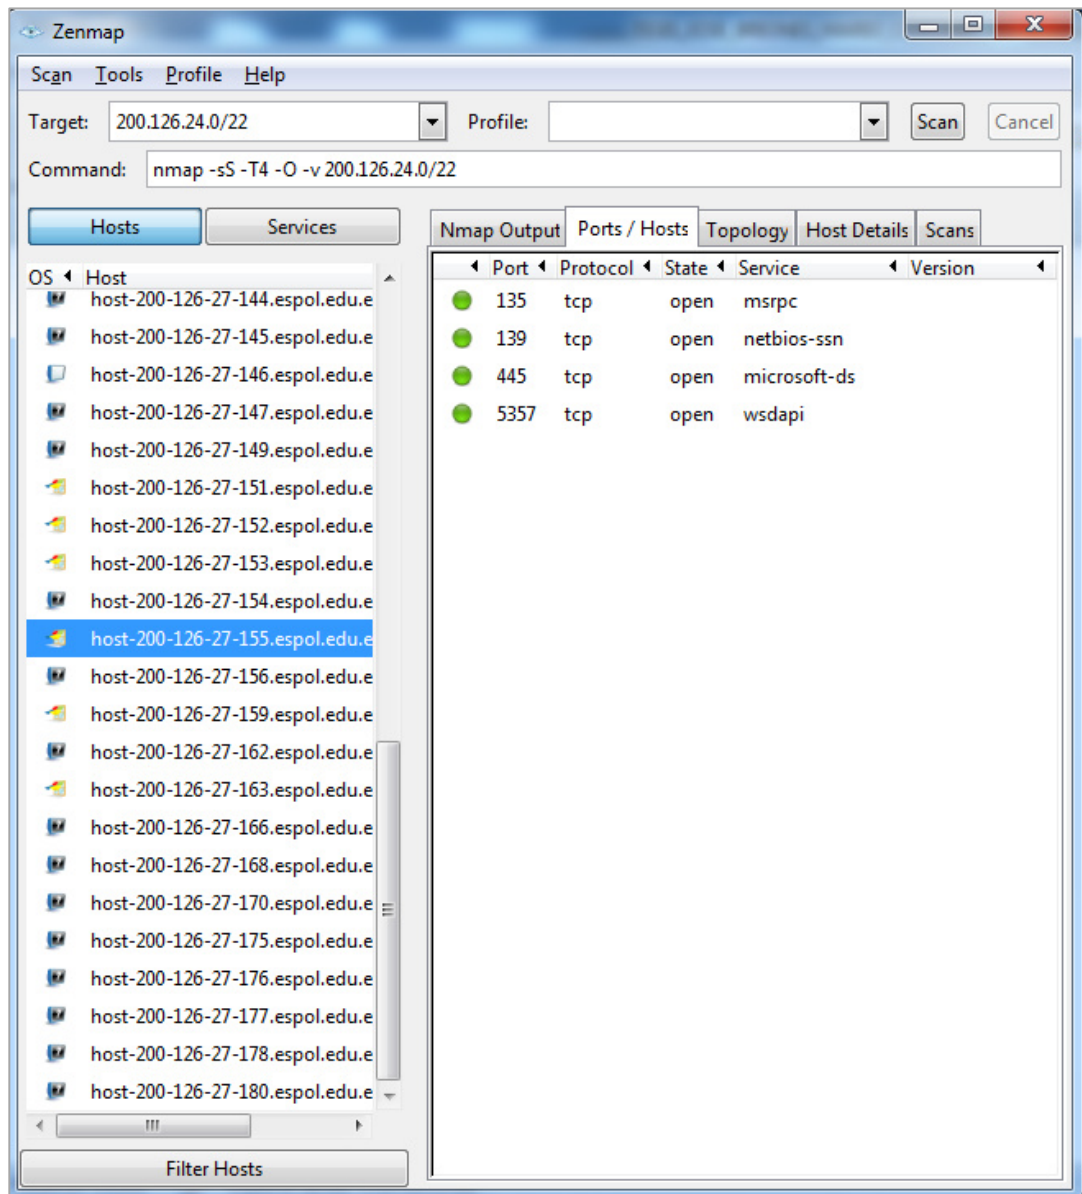 Zenmap
Scan Tools Profile Help
Target: 200.126.24.0/22 Profile: Scan Cancel
Command: nmap -sS -T4 -O -v 200.126.24.0/22
Hosts Services
Nmap Output Ports / Hosts Topology Host Details Scans
OS Host
Port Protocol State Service Version
host-200-126-27-144.espol.edu.e
135 tcp open msrpc
host-200-126-27-145.espol.edu.e
139 tcp open netbios-ssn
host-200-126-27-146.espol.edu.e
445 tcp open microsoft-ds
host-200-126-27-147.espol.edu.e
5357 tcp open wsdapi
host-200-126-27-149.espol.edu.e
host-200-126-27-151.espol.edu.e
host-200-126-27-152.espol.edu.e
host-200-126-27-153.espol.edu.e
host-200-126-27-154.espol.edu.e
host-200-126-27-155.espol.edu.e
host-200-126-27-156.espol.edu.e
host-200-126-27-159.espol.edu.e
host-200-126-27-162.espol.edu.e
host-200-126-27-163.espol.edu.e
host-200-126-27-166.espol.edu.e
host-200-126-27-168.espol.edu.e
host-200-126-27-170.espol.edu.e
host-200-126-27-175.espol.edu.e
host-200-126-27-176.espol.edu.e
host-200-126-27-177.espol.edu.e
host-200-126-27-178.espol.edu.e
host-200-126-27-180.espol.edu.e
Filter Hosts